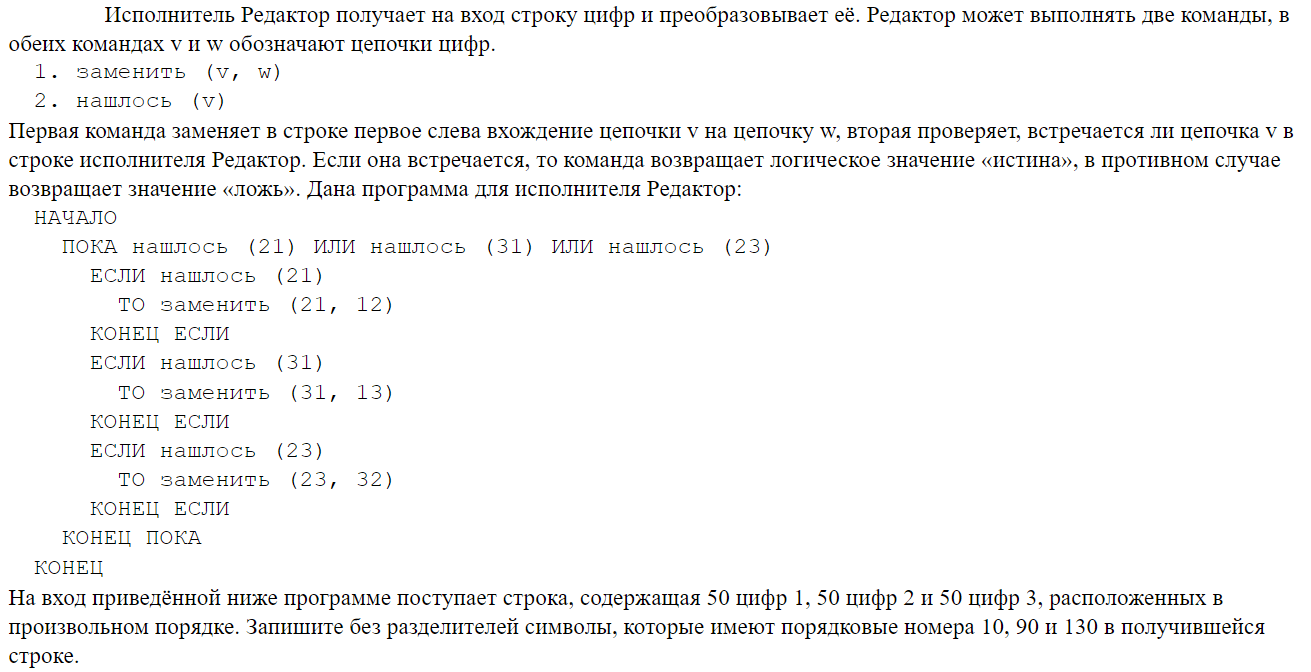 Исполнитель Редактор получает на вход строку цифр и преобразовывает её. Редактор может выполнять две команды, в
обеих командах v и w обозначают цепочки цифр.
1. заменить (v, w)
2. нашлось (v)
Первая команда заменяет в строке первое слева вхождение цепочки v на цепочку w, вторая проверяет, встречается ли цепочка v в
строке исполнителя Редактор. Если она встречается, то команда возвращает логическое значение «истина», в противном случае
возвращает значение «ложь». Дана программа для исполнителя Редактор:
НАЧАЛО
ПОКА нашлось (21) ИЛИ нашлось (31) ИЛИ нашлось (23)
ЕСЛИ нашлось (21)
ТО заменить (21, 12)
КОНЕЦ ЕСЛИ
ЕСЛИ нашлось (31)
ТО заменить (31, 13)
КОНЕЦ ЕСЛИ
ЕСЛИ нашлось (23)
ТО заменить (23, 32)
КОНЕЦ ЕСЛИ
КОНЕЦ ПОКА
КОНЕЦ
На вход приведённой ниже программе поступает строка, содержащая 50 цифр 1, 50 цифр 2 и 50 цифр 3, расположенных в
произвольном порядке. Запишите без разделителей символы, которые имеют порядковые номера 10, 90 и 130 в получившейся
строке.